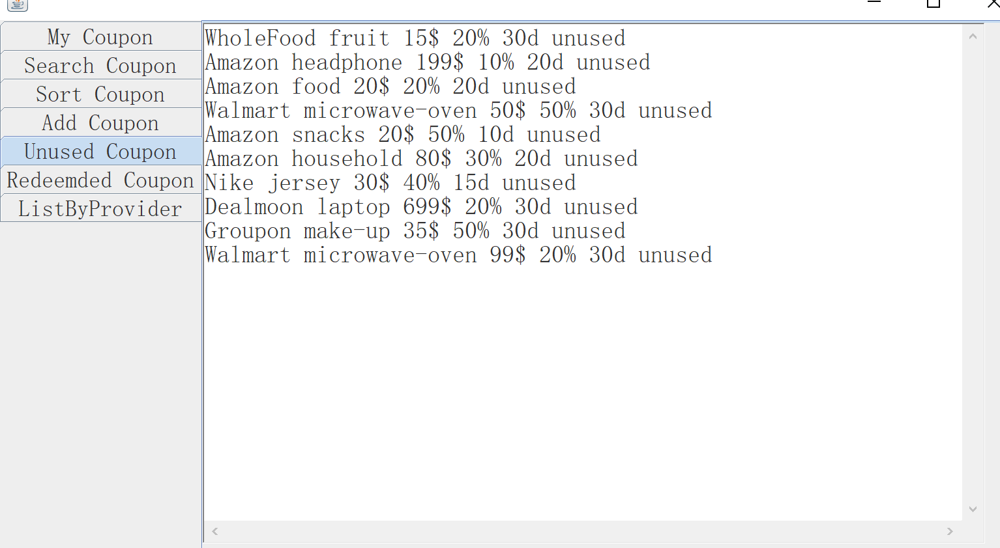 My Coupon
Search Coupon
Sort Coupon
Add Coupon
Unused Coupon
Redeemded Coupon
ListByProvider
WholeFood fruit 15$ 20% 30d unused
Amazon headphone 199$ 10% 20d unused
Amazon food 20$ 20% 20d unused
Walmart microwave-oven 50$ 50% 30d unused
Amazon snacks 20$ 50% 10d unused
Amazon household 80$ 30% 20d unused
Nike jersey 30$ 40% 15d unused
Dealmoon laptop 699$ 20% 30d unused
Groupon make-up 35$ 50% 30d unused
Walmart microwave-oven 99$ 20% 30d unused